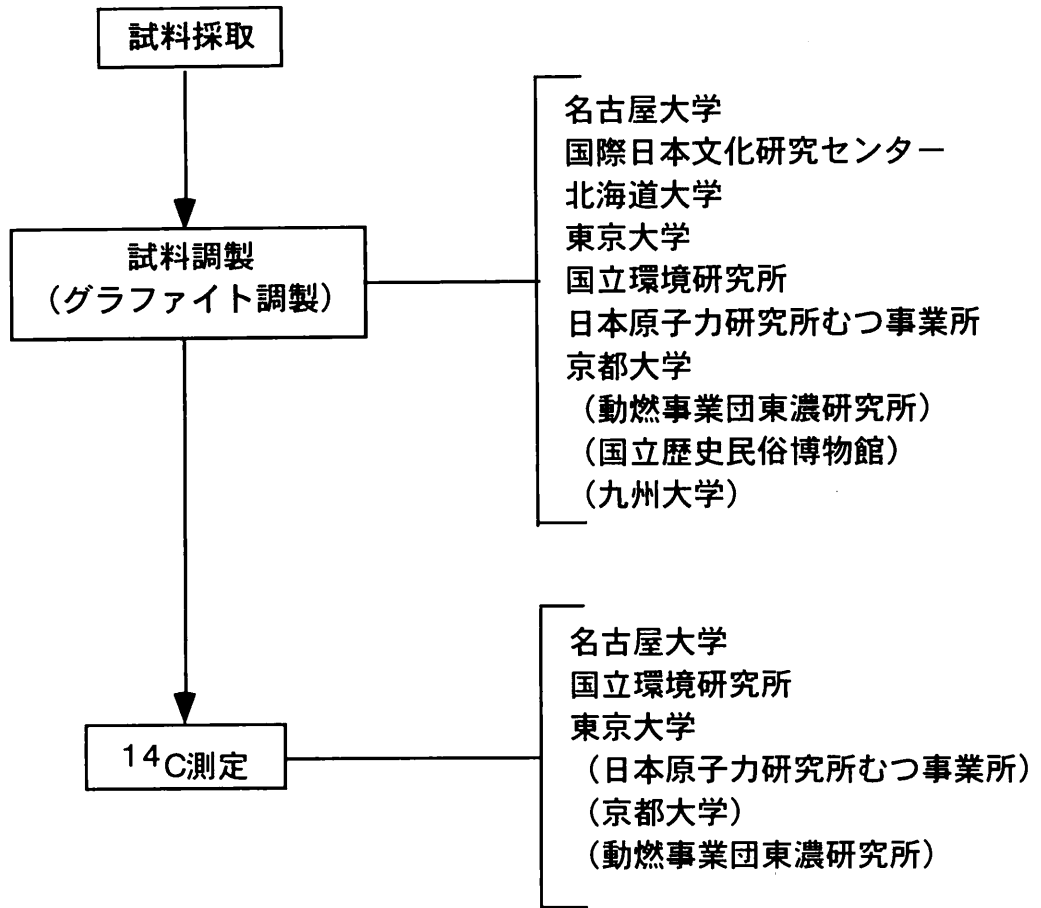 試料採取
試料調製
(グラファイト調製)
名古屋大学
国際日本文化研究センター
北海道大学
東京大学
国立環境研究所
日本原子力研究所むつ事業所
京都大学
(動燃事業団東濃研究所)
(国立歴史民俗博物館)
(九州大学)
14C測定
名古屋大学
国立環境研究所
東京大学
(日本原子力研究所むつ事業所)
(京都大学)
(動燃事業団東濃研究所)